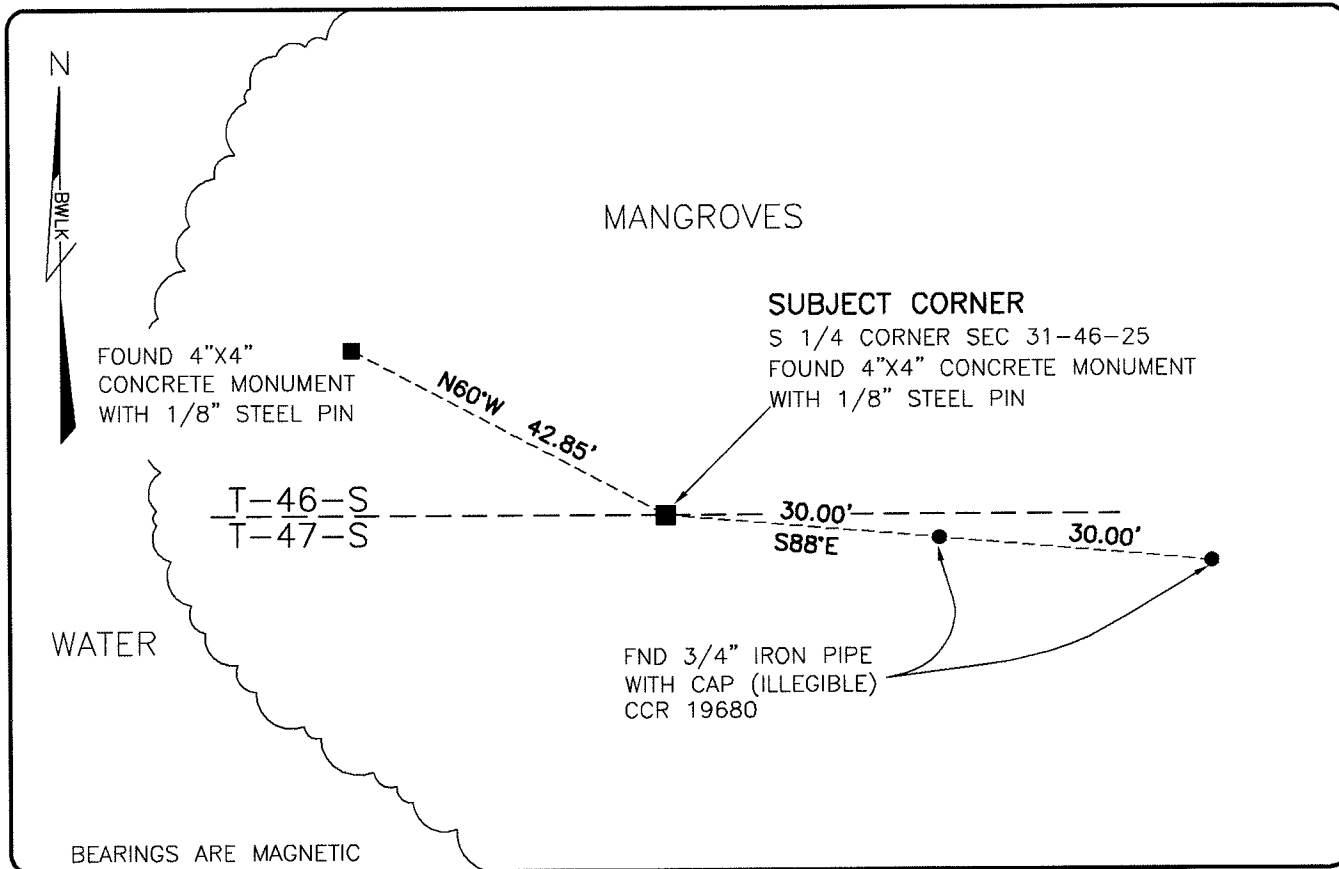 N
BWLK
MANGROVES
SUBJECT CORNER
S 1/4 CORNER SEC 31-46-25
FOUND 4"X4" CONCRETE MONUMENT
WITH 1/8" STEEL PIN
FOUND 4"X4"
CONCRETE MONUMENT
WITH 1/8" STEEL PIN
N60°W
42.85'
T-46-S
T-47-S
30.00'
S88°E
30.00'
WATER
FND 3/4" IRON PIPE
WITH CAP (ILLEGIBLE)
CCR 19680
BEARINGS ARE MAGNETIC